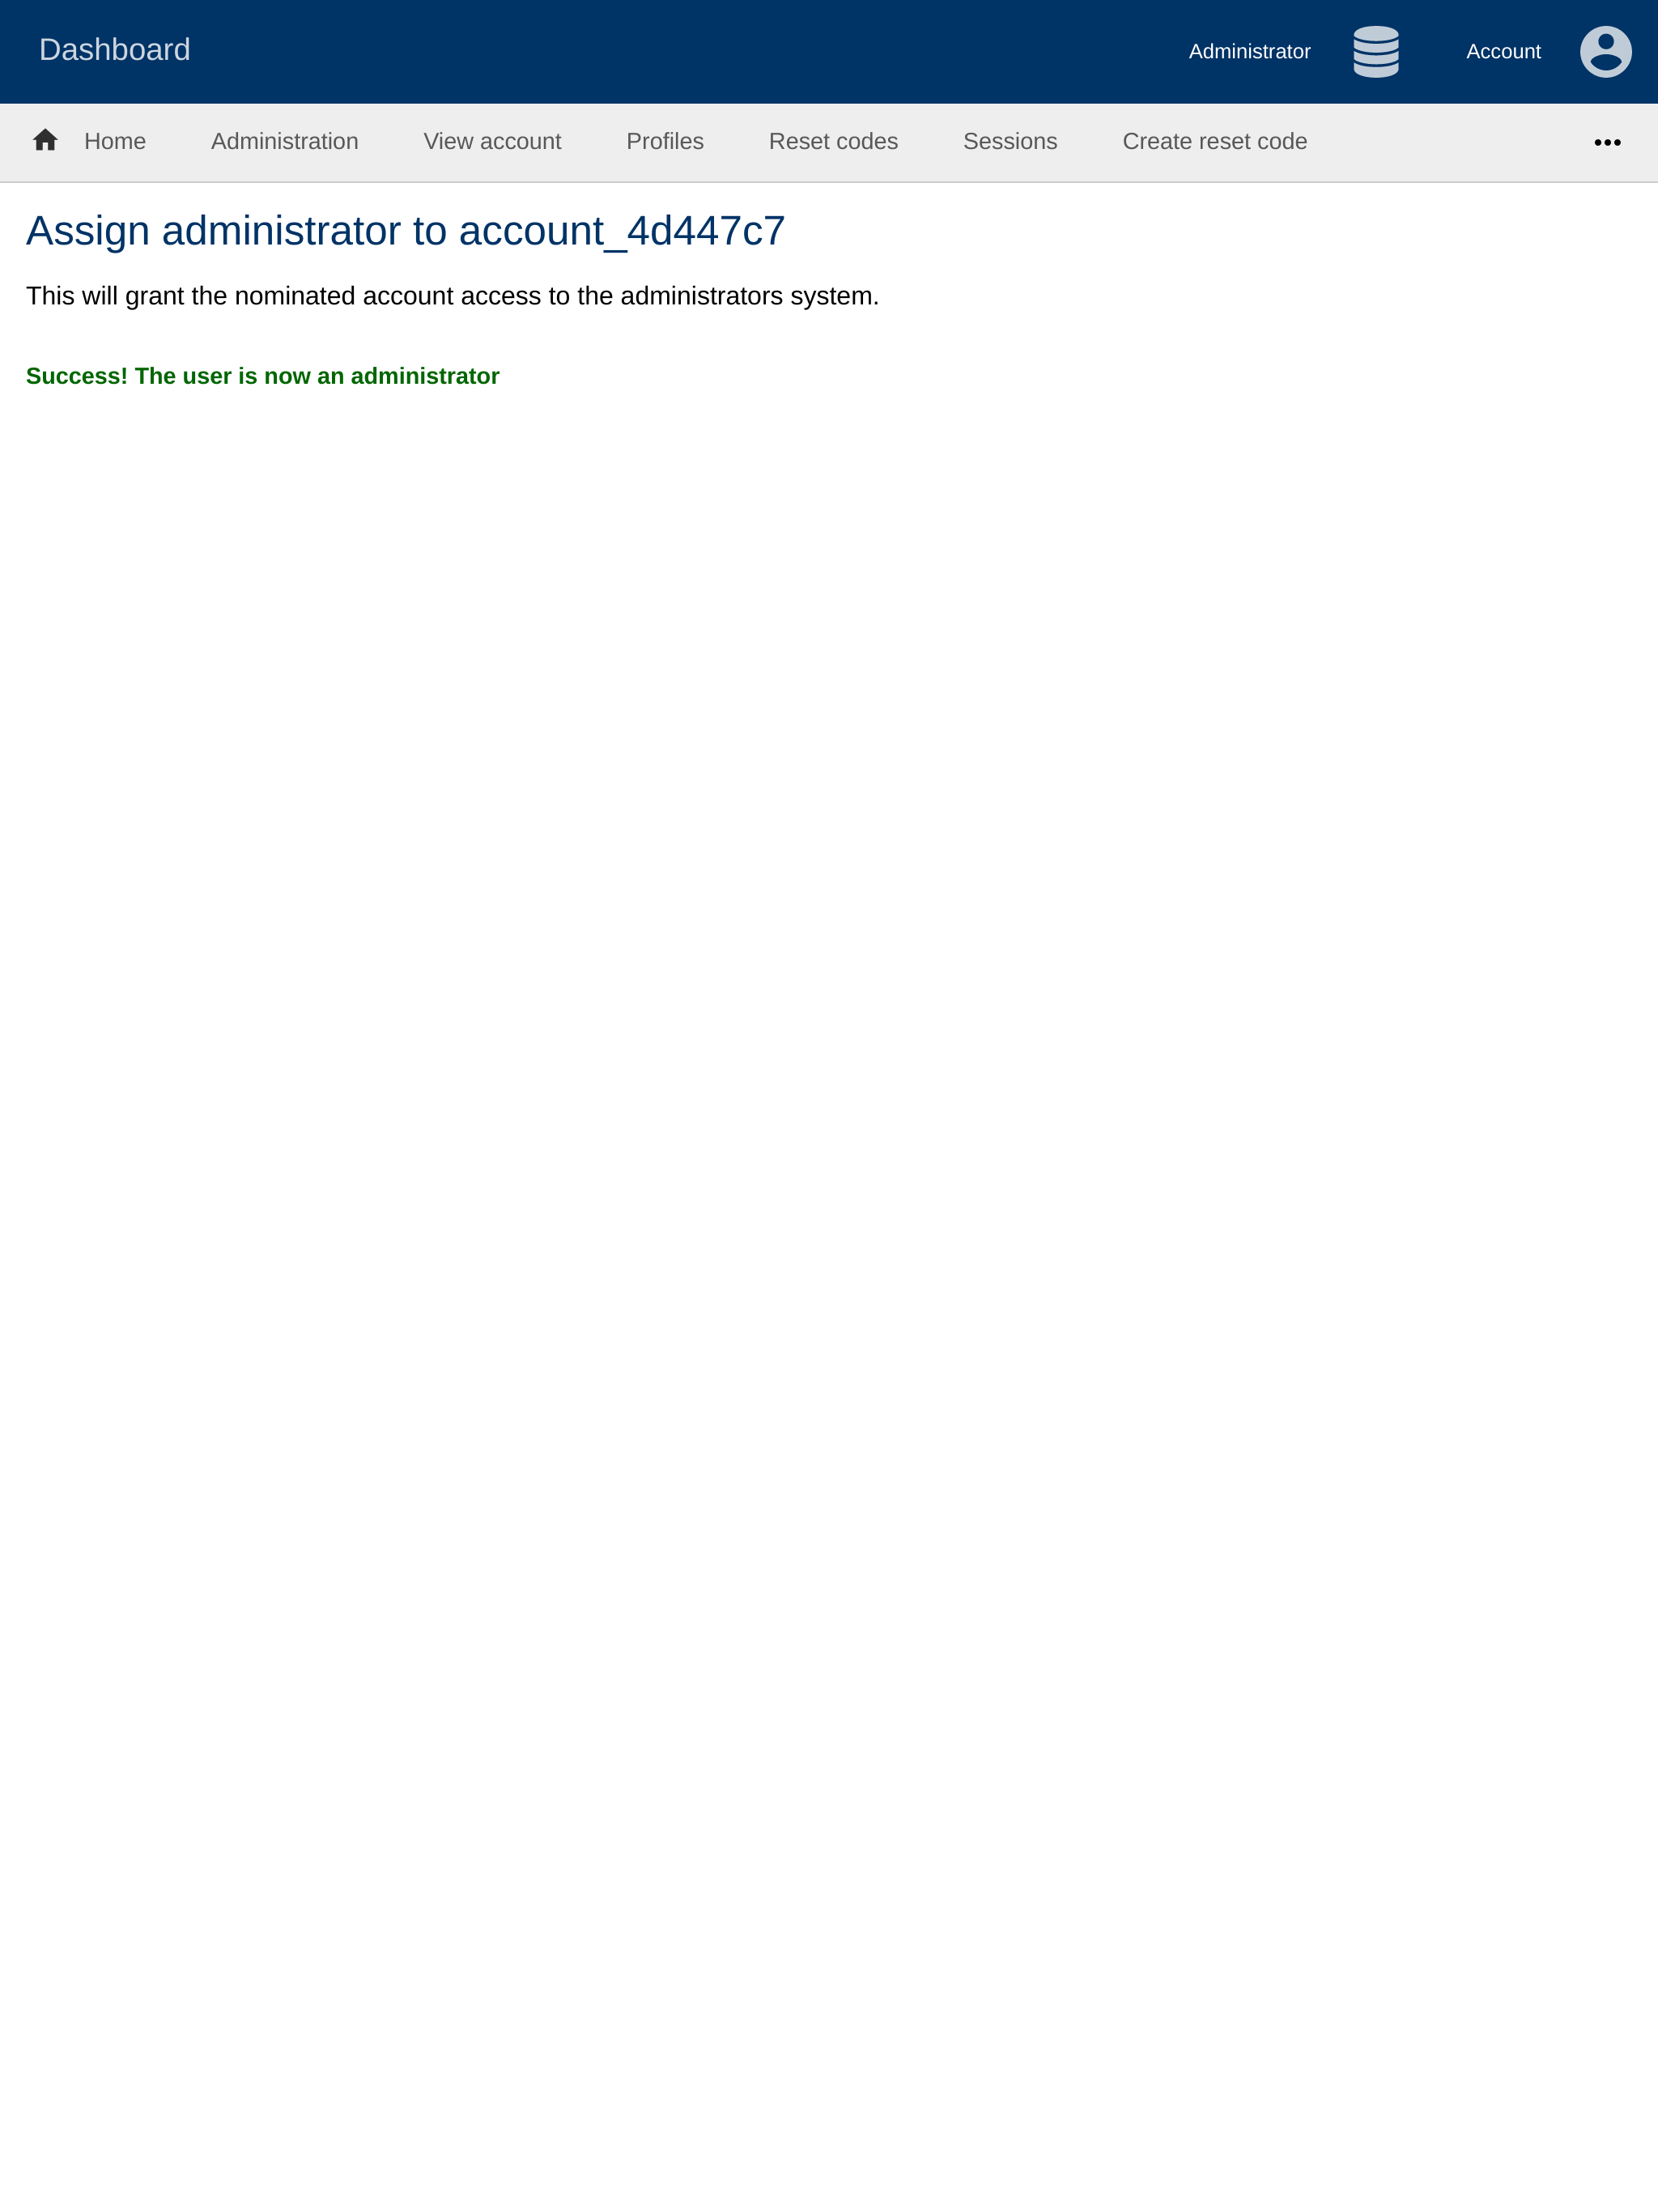 Dashboard
Administrator
Account
Home
Administration
View account
Profiles
Reset codes
Sessions
Create reset code
Assign administrator to account_4d447c7
This will grant the nominated account access to the administrators system.
Success! The user is now an administrator